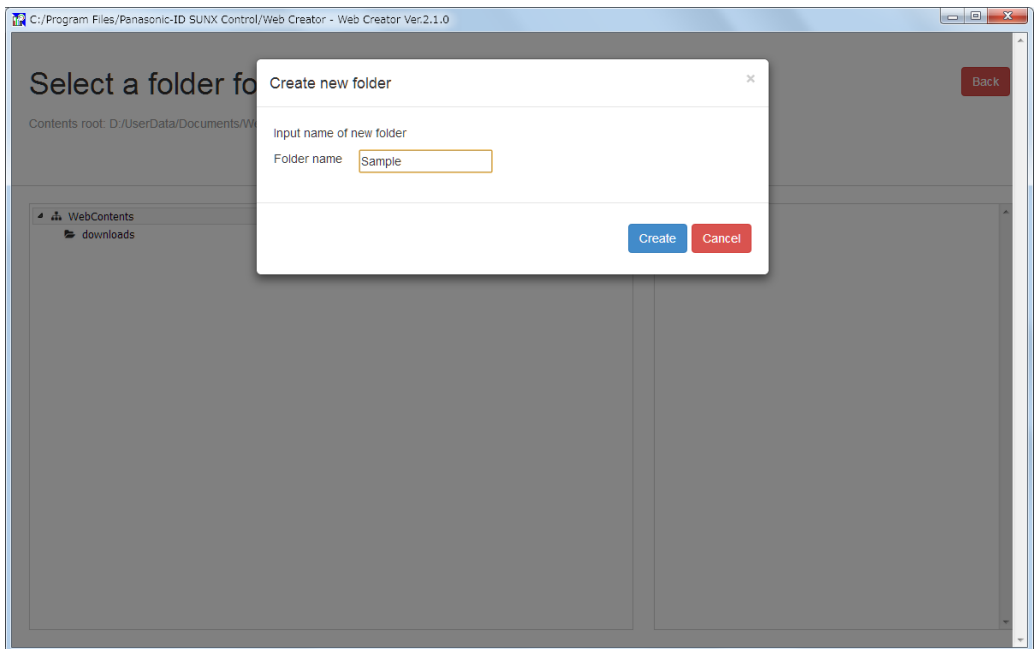 C:/Program Files/Panasonic-ID SUNX Control/Web Creator - Web Creator Ver.2.1.0
Select a folder fo
Back
Contents root: D:/UserData/Documents/We
Create new folder
×
Input name of new folder
Folder name Sample
Create Cancel
WebContents
downloads